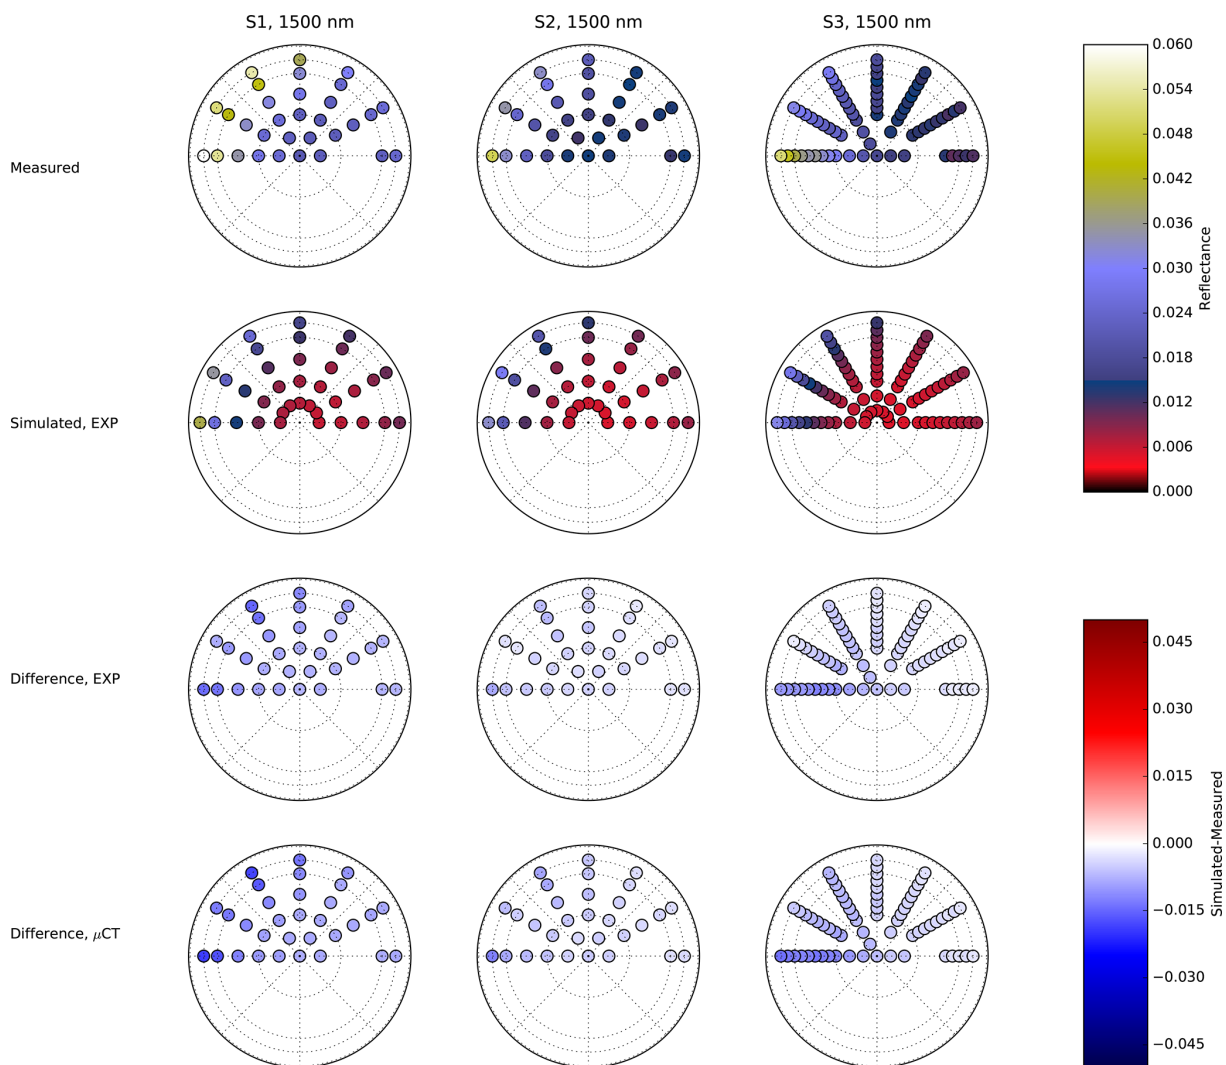 S1, 1500 nm
S2, 1500 nm
S3, 1500 nm
Measured
Simulated, EXP
Difference, EXP
Difference, μCT
0.060
0.054
0.048
0.042
0.036
0.030
0.024
0.018
0.012
0.006
0.000
Reflectance
0.045
0.030
0.015
0.000
−0.015
−0.030
−0.045
Simulated-Measured